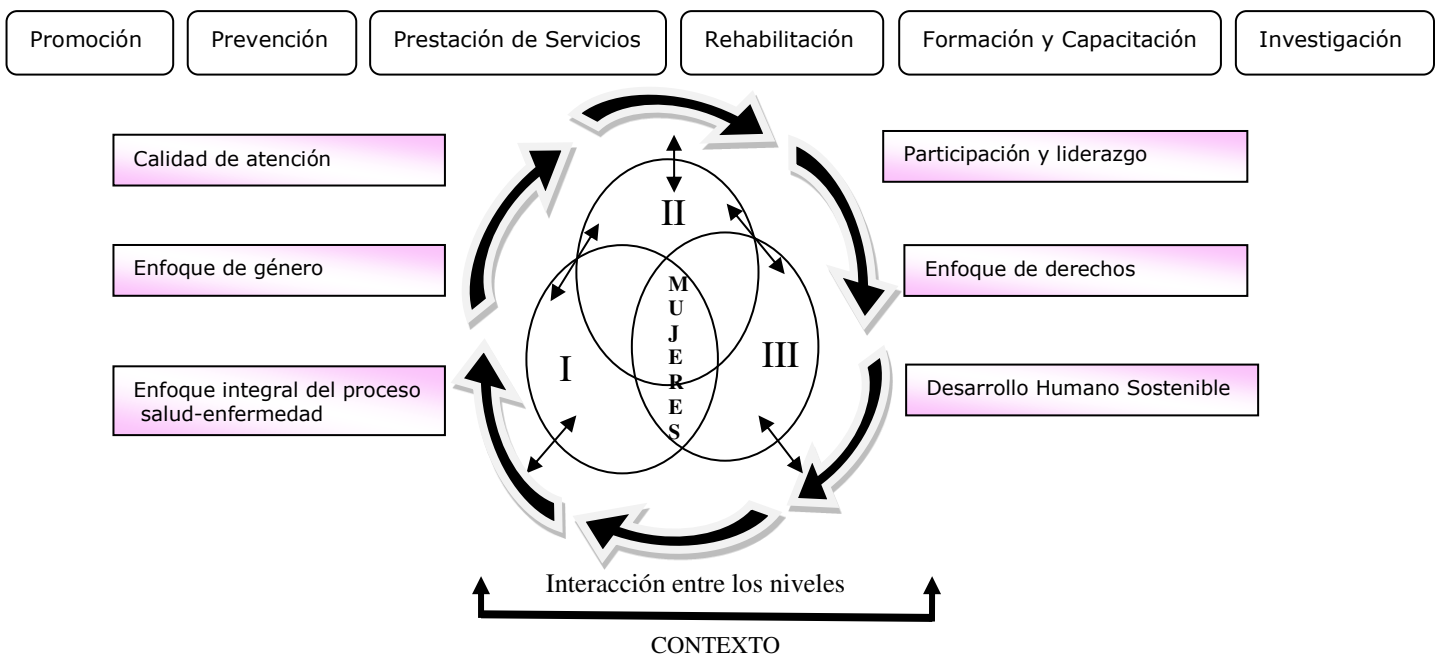 Promoción
Prevención
Prestación de Servicios
Rehabilitación
Formación y Capacitación
Investigación
Calidad de atención
Participación y liderazgo
Enfoque de género
Enfoque de derechos
Enfoque integral del proceso
salud-enfermedad
Desarrollo Humano Sostenible
II
I
III
MUJERES
Interacción entre los niveles
CONTEXTO